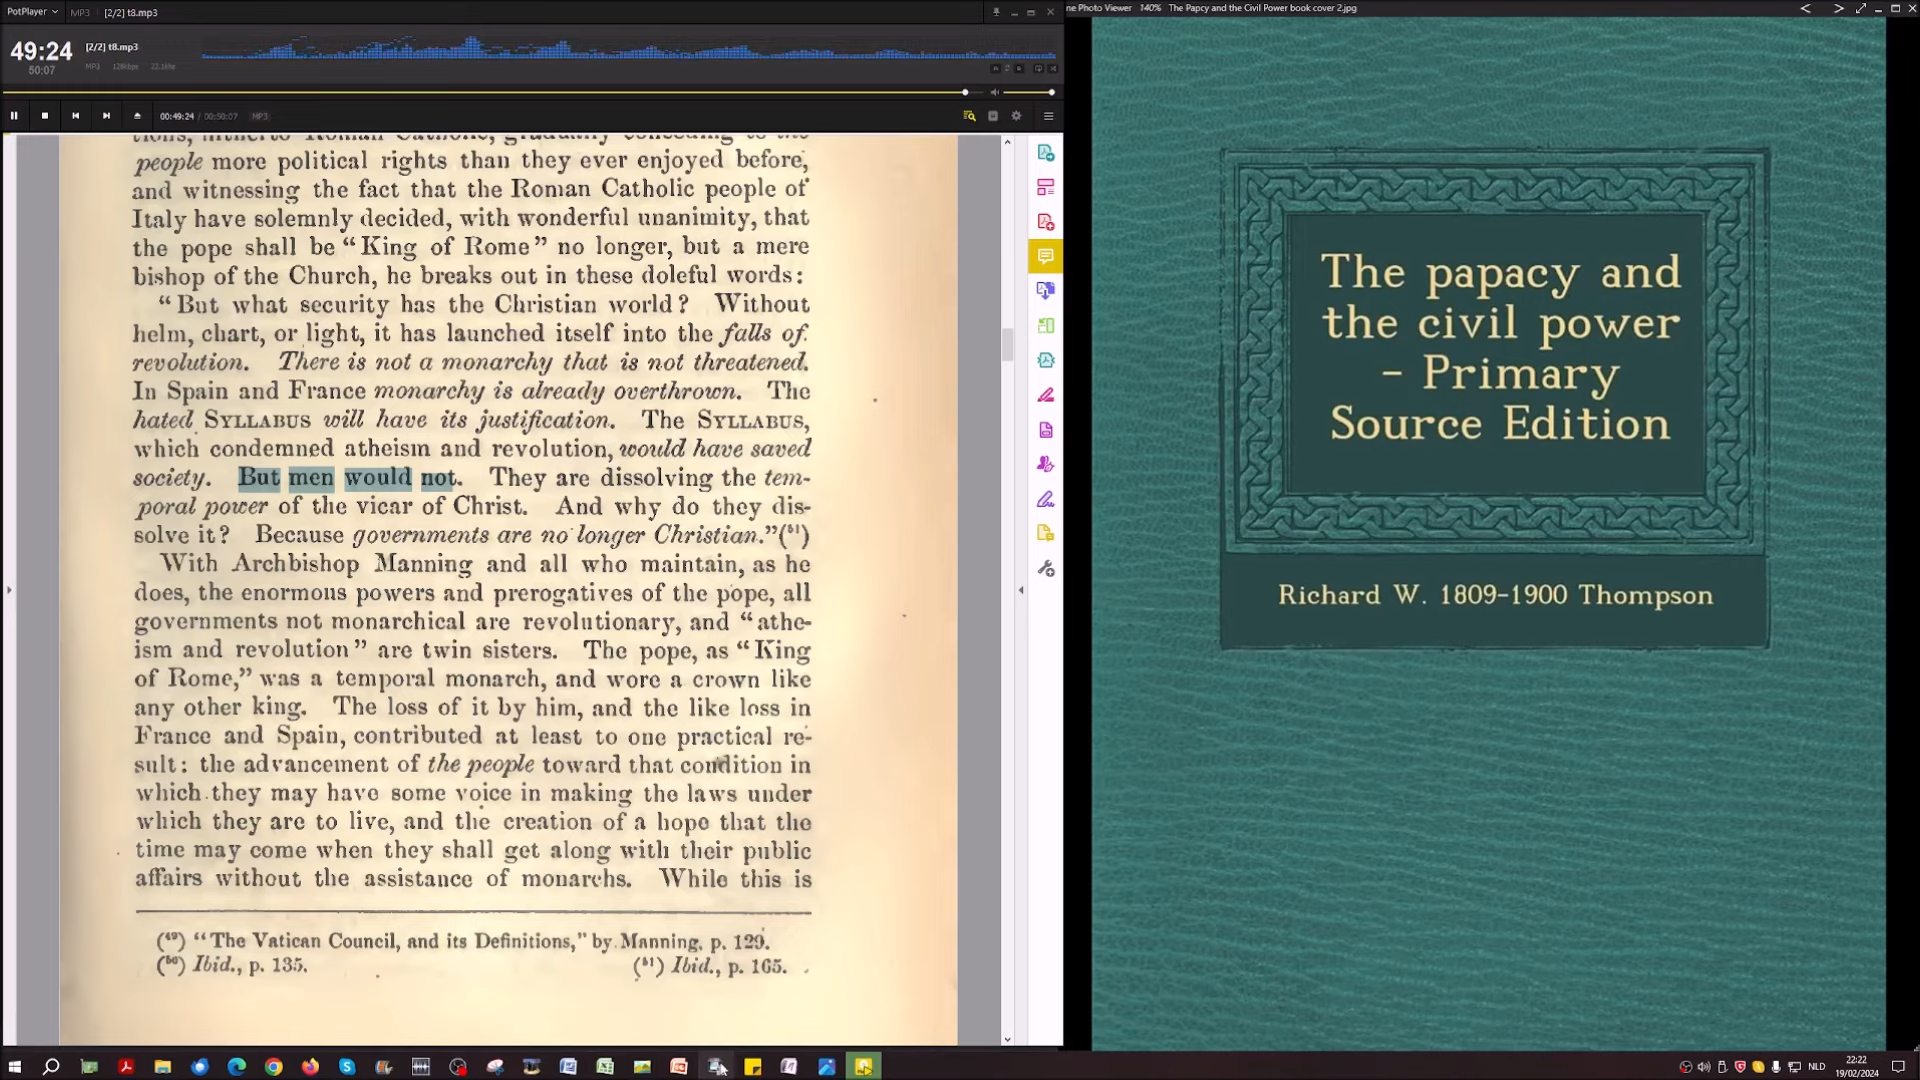 PotPlayer
MP3
[2/2] t8.mp3
49:24
50:07
[2/2] t8.mp3
MP3 128kbps 22.1khz
00:49:24 / 00:50:07 MP3
people more political rights than they ever enjoyed before,
and witnessing the fact that the Roman Catholic people of
Italy have solemnly decided, with wonderful unanimity, that
the pope shall be “King of Rome” no longer, but a mere
bishop of the Church, he breaks out in these doleful words:
“But what security has the Christian world? Without
helm, chart, or light, it has launched itself into the falls of
revolution. There is not a monarchy that is not threatened.
In Spain and France monarchy is already overthrown. The
hated SYLLABUS will have its justification. The SYLLABUS,
which condemned atheism and revolution, would have saved
society. But men would not. They are dissolving the tem-
poral power of the vicar of Christ. And why do they dis-
solve it? Because governments are no longer Christian.”(⁵¹)
With Archbishop Manning and all who maintain, as he
does, the enormous powers and prerogatives of the pope, all
governments not monarchical are revolutionary, and “athe-
ism and revolution” are twin sisters. The pope, as “King
of Rome,” was a temporal monarch, and wore a crown like
any other king. The loss of it by him, and the like loss in
France and Spain, contributed at least to one practical re-
sult: the advancement of the people toward that condition in
which they may have some voice in making the laws under
which they are to live, and the creation of a hope that the
time may come when they shall get along with their public
affairs without the assistance of monarchs. While this is
(⁴⁹) “The Vatican Council, and its Definitions,” by Manning, p. 129.
(⁵⁰) Ibid., p. 135. (⁵¹) Ibid., p. 165.
ne Photo Viewer 140% The Papcy and the Civil Power book cover 2.jpg
The papacy and
the civil power
- Primary
Source Edition
Richard W. 1809-1900 Thompson
NLD
22:22
19/02/2024